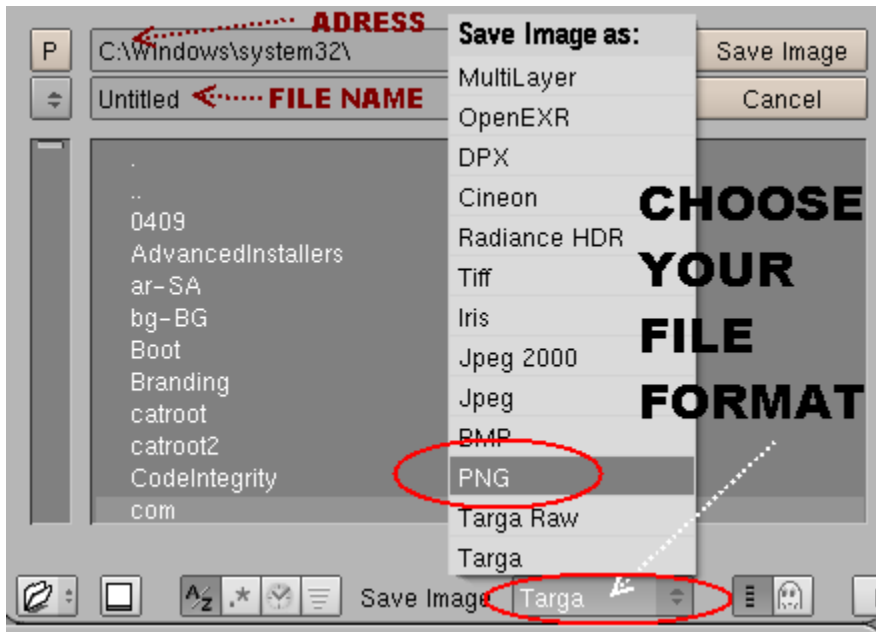 ADRESS
P
C:\Windows\system32\
Save Image
Untitled
FILE NAME
Cancel
Save Image as:
MultiLayer
OpenEXR
DPX
Cineon
Radiance HDR
Tiff
Iris
Jpeg 2000
Jpeg
BMP
PNG
Targa Raw
Targa
.
..
0409
AdvancedInstallers
ar-SA
bg-BG
Boot
Branding
catroot
catroot2
CodeIntegrity
com
CHOOSE
YOUR
FILE
FORMAT
A/Z
.*
Save Image
Targa